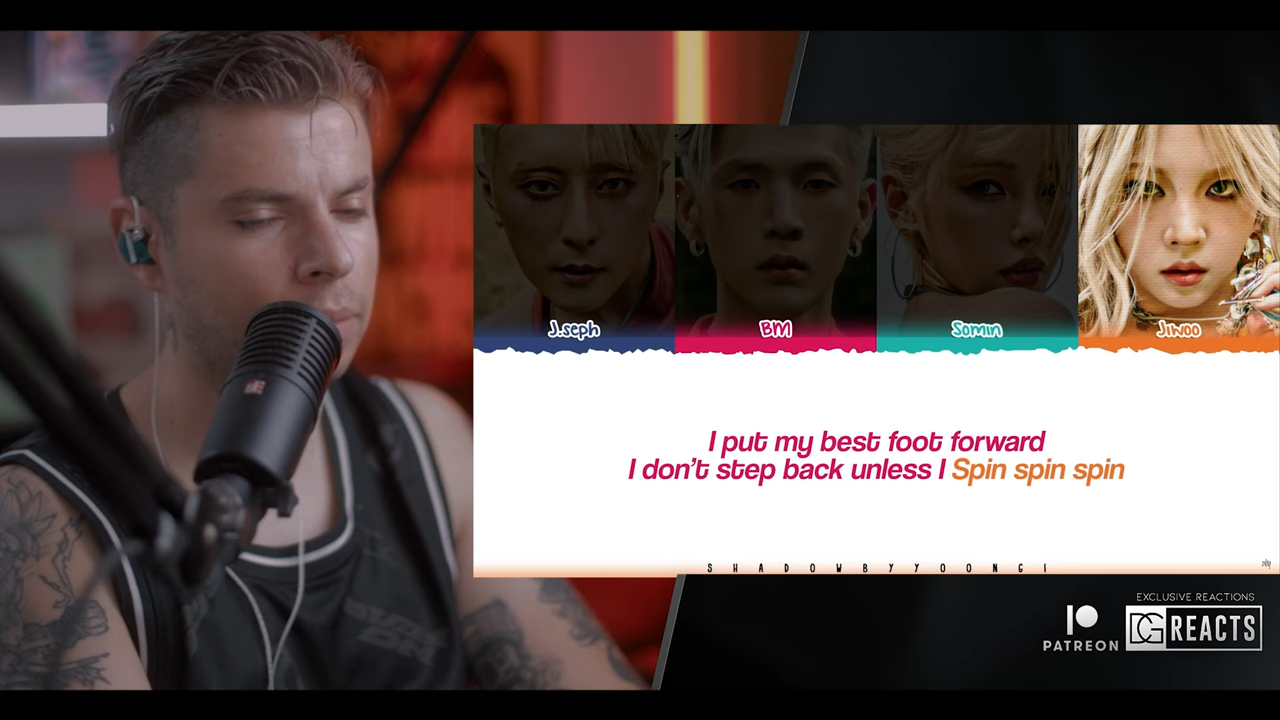 J.seph
BM
Somin
Jiwoo
I put my best foot forward
I don't step back unless I Spin spin spin
SHADOWBYYOONGI
EXCLUSIVE REACTIONS
PATREON
DG REACTS